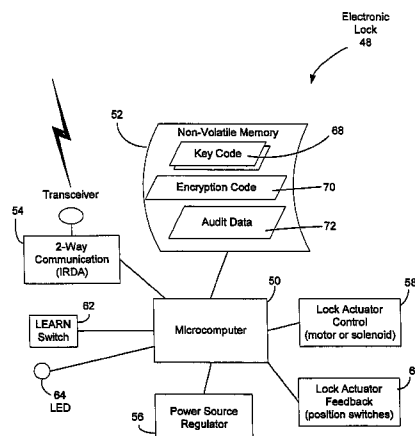 Electronic
Lock
48
52
Non-Volatile Memory
Key Code
68
Encryption Code
70
Audit Data
72
Transceiver
54
2-Way
Communication
(IRDA)
62
LEARN
Switch
50
Microcomputer
58
Lock Actuator
Control
(motor or solenoid)
64
LED
56
Power Source
Regulator
Lock Actuator
Feedback
(position switches)